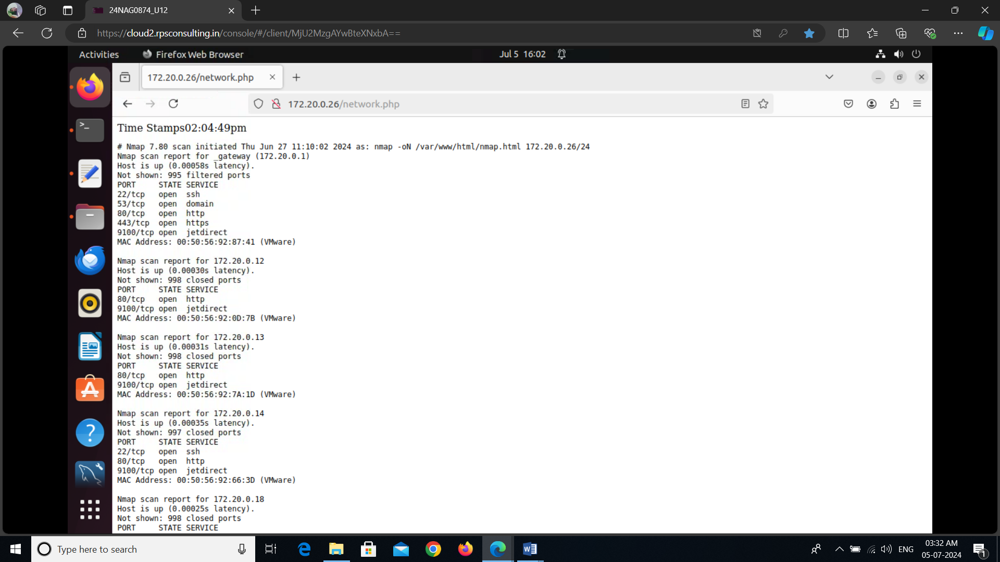 24NAG0874_U12
https://cloud2.rpsconsulting.in/console/#/client/MjU2MzgAYwBteXNxbA==
Activities
Firefox Web Browser
Jul 5 16:02
172.20.0.26/network.php
172.20.0.26/network.php
Time Stamps02:04:49pm
# Nmap 7.80 scan initiated Thu Jun 27 11:10:02 2024 as: nmap -oN /var/www/html/nmap.html 172.20.0.26/24
Nmap scan report for _gateway (172.20.0.1)
Host is up (0.00058s latency).
Not shown: 995 filtered ports
PORT     STATE SERVICE
22/tcp   open  ssh
53/tcp   open  domain
80/tcp   open  http
443/tcp  open  https
9100/tcp open  jetdirect
MAC Address: 00:50:56:92:87:41 (VMware)
Nmap scan report for 172.20.0.12
Host is up (0.00030s latency).
Not shown: 998 closed ports
PORT     STATE SERVICE
80/tcp   open  http
9100/tcp open  jetdirect
MAC Address: 00:50:56:92:0D:7B (VMware)
Nmap scan report for 172.20.0.13
Host is up (0.00031s latency).
Not shown: 998 closed ports
PORT     STATE SERVICE
80/tcp   open  http
9100/tcp open  jetdirect
MAC Address: 00:50:56:92:7A:1D (VMware)
Nmap scan report for 172.20.0.14
Host is up (0.00035s latency).
Not shown: 997 closed ports
PORT     STATE SERVICE
22/tcp   open  ssh
80/tcp   open  http
9100/tcp open  jetdirect
MAC Address: 00:50:56:92:66:3D (VMware)
Nmap scan report for 172.20.0.18
Host is up (0.00025s latency).
Not shown: 998 closed ports
PORT     STATE SERVICE
Type here to search
ENG
03:32 AM
05-07-2024
1